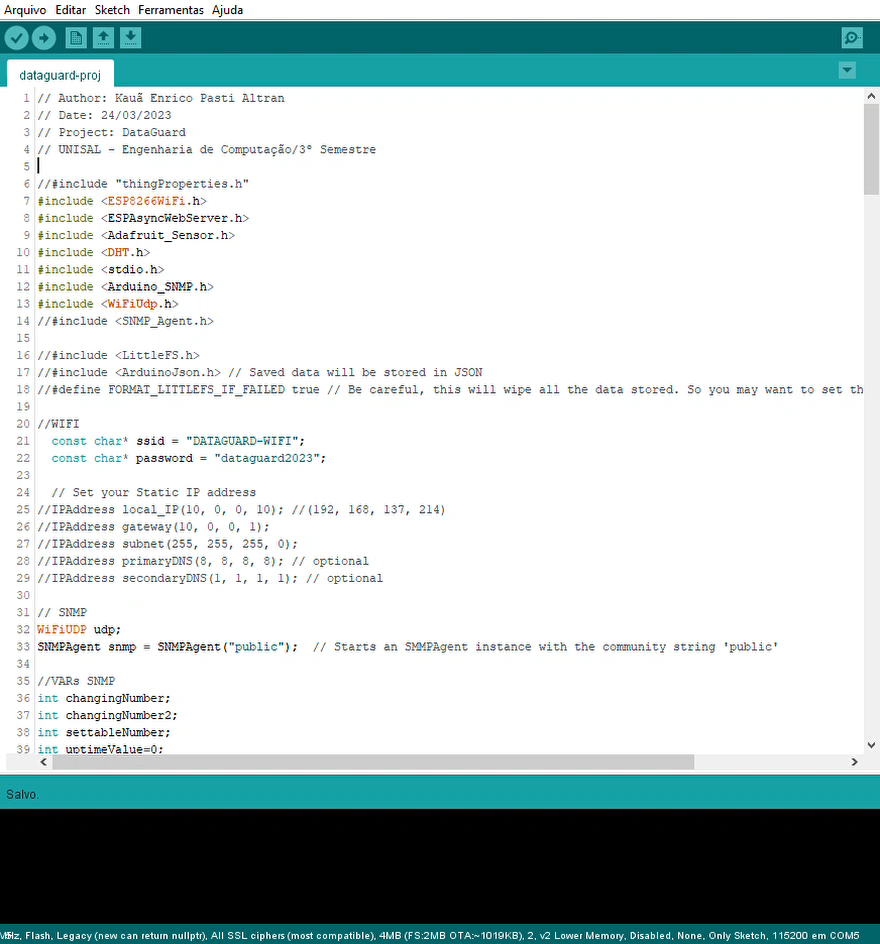 Arquivo Editar Sketch Ferramentas Ajuda
dataguard-proj
1 // Author: Kauã Enrico Pasti Altran
2 // Date: 24/03/2023
3 // Project: DataGuard
4 // UNISAL - Engenharia de Computação/3º Semestre
5
6 //#include "thingProperties.h"
7 #include <ESP8266WiFi.h>
8 #include <ESPAsyncWebServer.h>
9 #include <Adafruit_Sensor.h>
10 #include <DHT.h>
11 #include <stdio.h>
12 #include <Arduino_SNMP.h>
13 #include <WiFiUdp.h>
14 //#include <SNMP_Agent.h>
15
16 //#include <LittleFS.h>
17 //#include <ArduinoJson.h> // Saved data will be stored in JSON
18 //#define FORMAT_LITTLEFS_IF_FAILED true // Be careful, this will wipe all the data stored. So you may want to set th
19
20 //WIFI
21 const char* ssid = "DATAGUARD-WIFI";
22 const char* password = "dataguard2023";
23
24 // Set your Static IP address
25 //IPAddress local_IP(10, 0, 0, 10); //(192, 168, 137, 214)
26 //IPAddress gateway(10, 0, 0, 1);
27 //IPAddress subnet(255, 255, 255, 0);
28 //IPAddress primaryDNS(8, 8, 8, 8); // optional
29 //IPAddress secondaryDNS(1, 1, 1, 1); // optional
30
31 // SNMP
32 WiFiUDP udp;
33 SNMPAgent snmp = SNMPAgent("public"); // Starts an SMMPAgent instance with the community string 'public'
34
35 //VARs SNMP
36 int changingNumber;
37 int changingNumber2;
38 int settableNumber;
39 int uptimeValue=0;
Salvo.
Hz, Flash, Legacy (new can return nullptr), All SSL ciphers (most compatible), 4MB (FS:2MB OTA:~1019KB), 2, v2 Lower Memory, Disabled, None, Only Sketch, 115200 em COM5